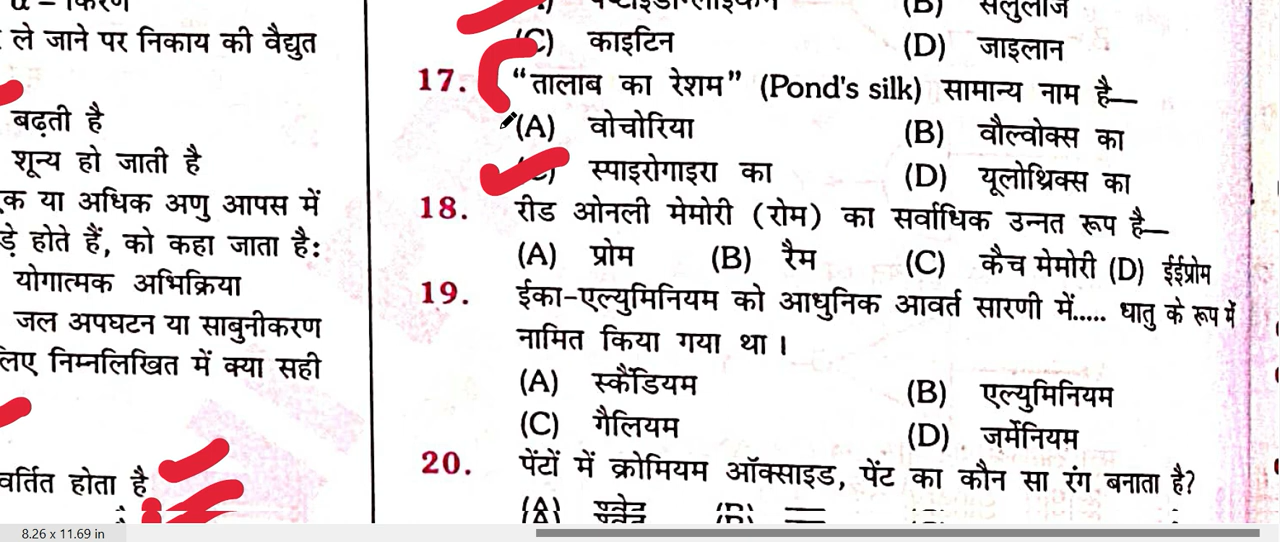 α – किरण
ले जाने पर निकाय की वैद्युत
बढ़ती है
शून्य हो जाती है
क या अधिक अणु आपस में
ड़े होते हैं, को कहा जाता है:
योगात्मक अभिक्रिया
जल अपघटन या साबुनीकरण
लिए निम्नलिखित में क्या सही
वर्तित होता है
(B) सेलुलोज
(C) काइटिन (D) जाइलान
17. “तालाब का रेशम” (Pond's silk) सामान्य नाम है—
(A) वोचोरिया (B) वौल्वोक्स का
स्पाइरोगाइरा का (D) यूलोथ्रिक्स का
18. रीड ओनली मेमोरी (रोम) का सर्वाधिक उन्नत रूप है—
(A) प्रोम (B) रैम (C) कैच मेमोरी (D) ईईप्रोम
19. ईका-एल्युमिनियम को आधुनिक आवर्त सारणी में..... धातु के रूप में
नामित किया गया था।
(A) स्कैंडियम (B) एल्युमिनियम
(C) गैलियम (D) जर्मेनियम
20. पेंटों में क्रोमियम ऑक्साइड, पेंट का कौन सा रंग बनाता है?
(A) श्वेत (B)
8.26 x 11.69 in